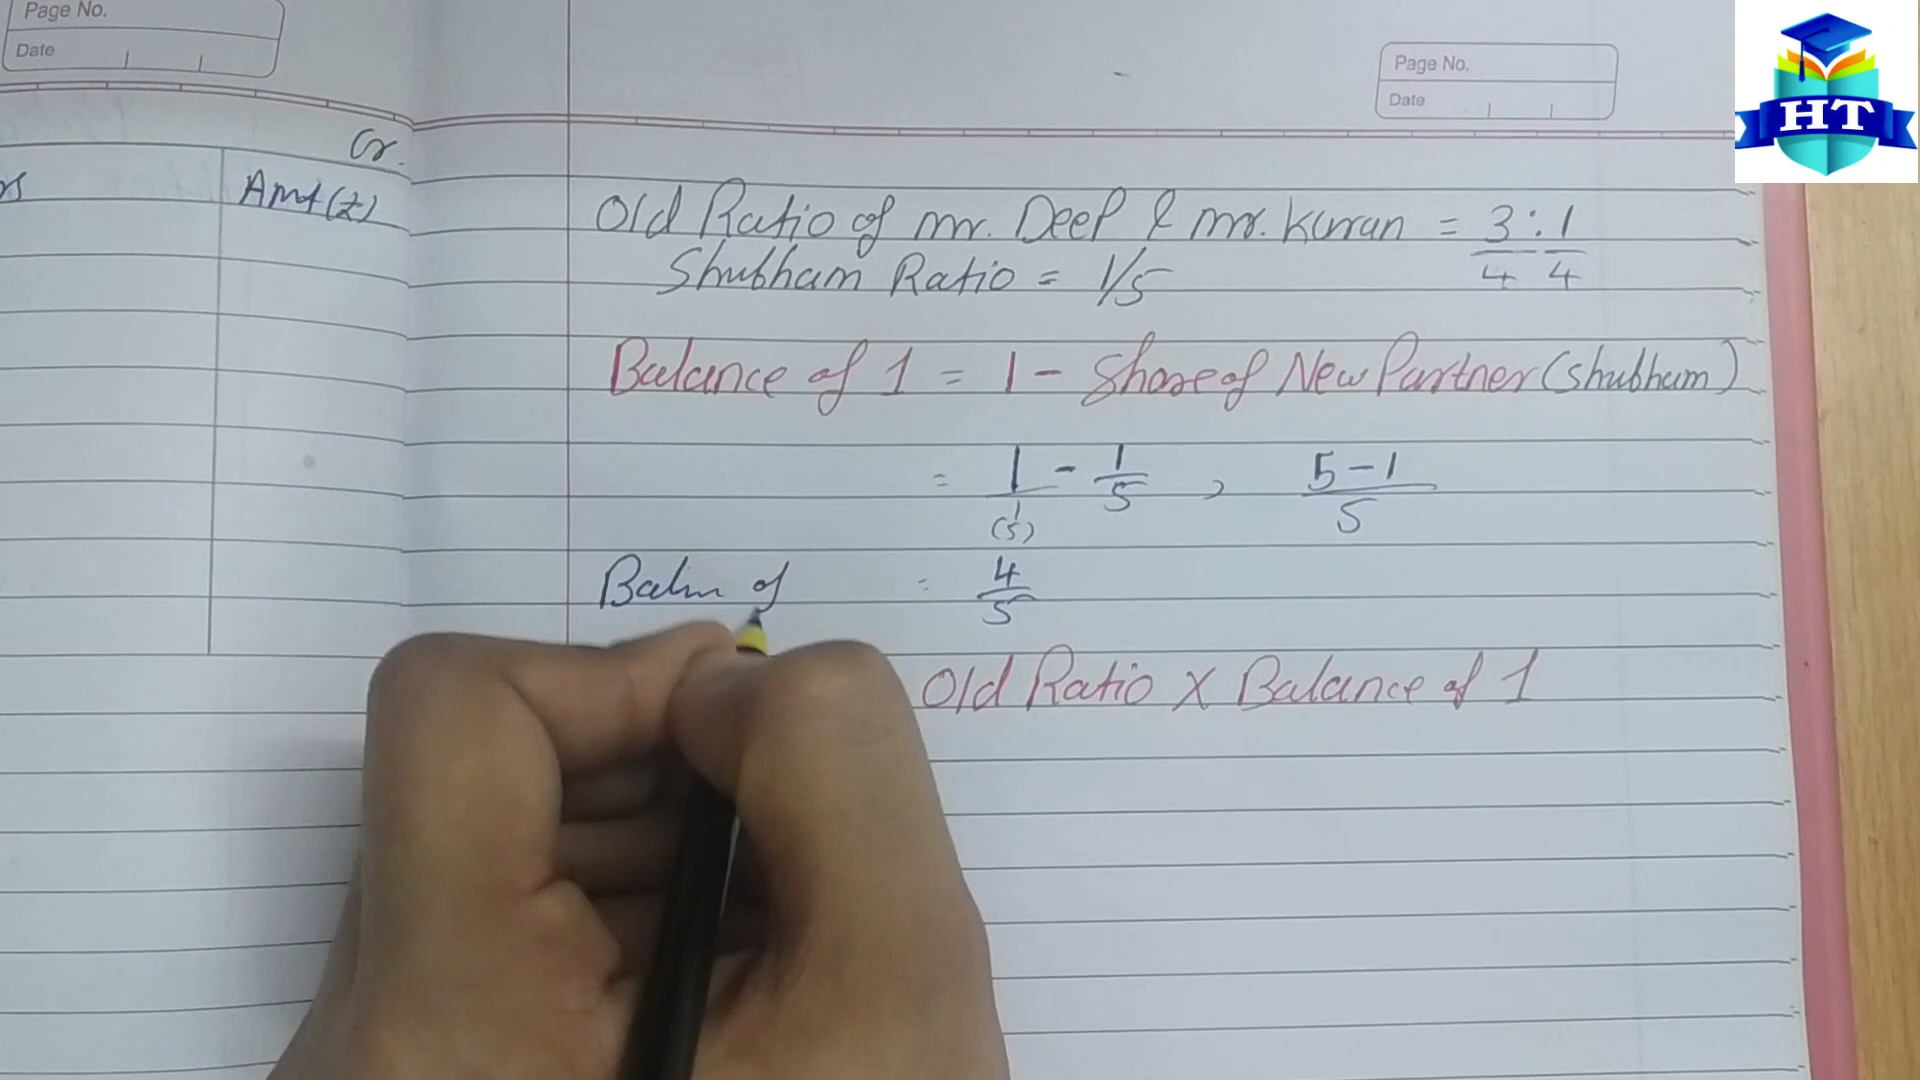 Page No.
Date
Cr.
Amt (₹)
Page No.
Date
HT
Old Ratio of Mr. Deep & Mr. Karan = 3/4 : 1/4
Shubham Ratio = 1/5
Balance of 1 = 1 - Share of New Partner (Shubham)
= 1/1 - 1/5 , 5-1/5
(5)
of = 4/5
Old Ratio X Balance of 1